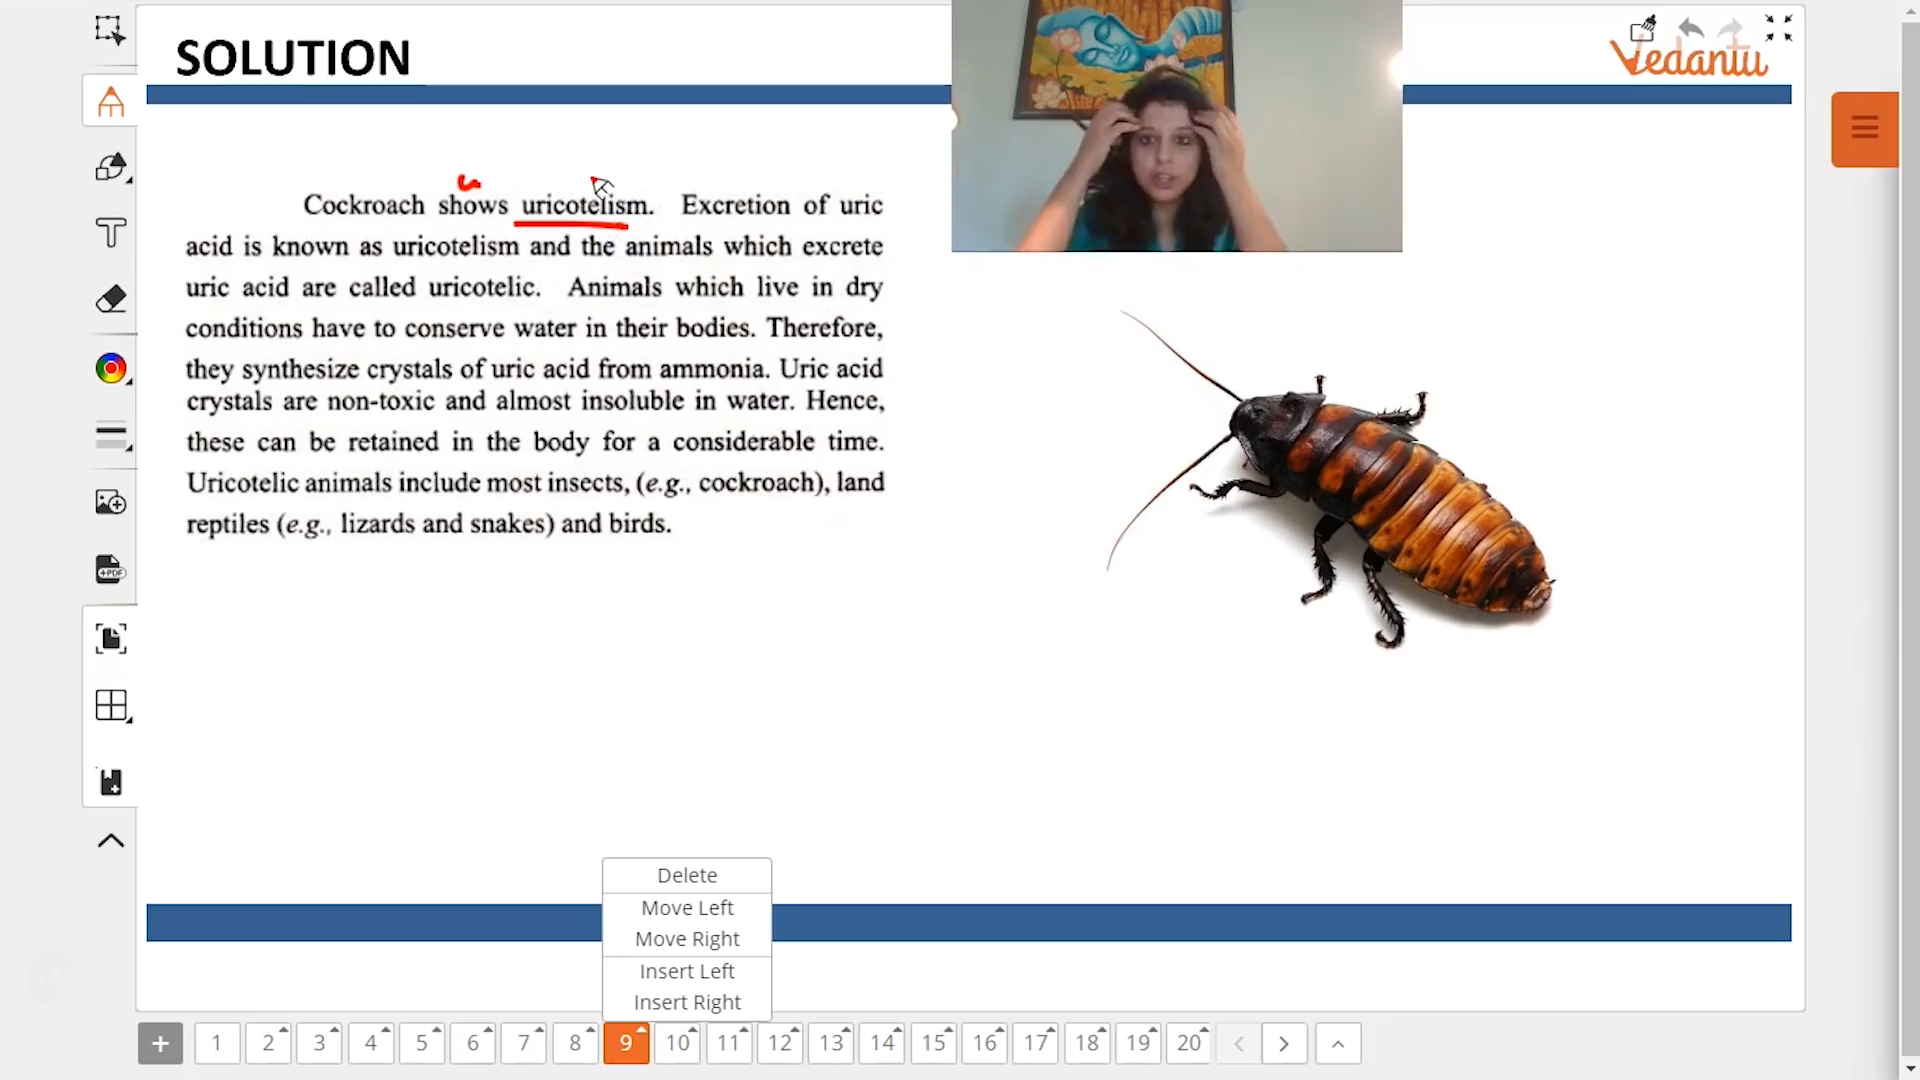 SOLUTION
Vedantu
Cockroach shows uricotelism. Excretion of uric
acid is known as uricotelism and the animals which excrete
uric acid are called uricotelic. Animals which live in dry
conditions have to conserve water in their bodies. Therefore,
they synthesize crystals of uric acid from ammonia. Uric acid
crystals are non-toxic and almost insoluble in water. Hence,
these can be retained in the body for a considerable time.
Uricotelic animals include most insects, (e.g., cockroach), land
reptiles (e.g., lizards and snakes) and birds.
+PDF
Delete
Move Left
Move Right
Insert Left
Insert Right
+ 1 2 3 4 5 6 7 8 9 10 11 12 13 14 15 16 17 18 19 20